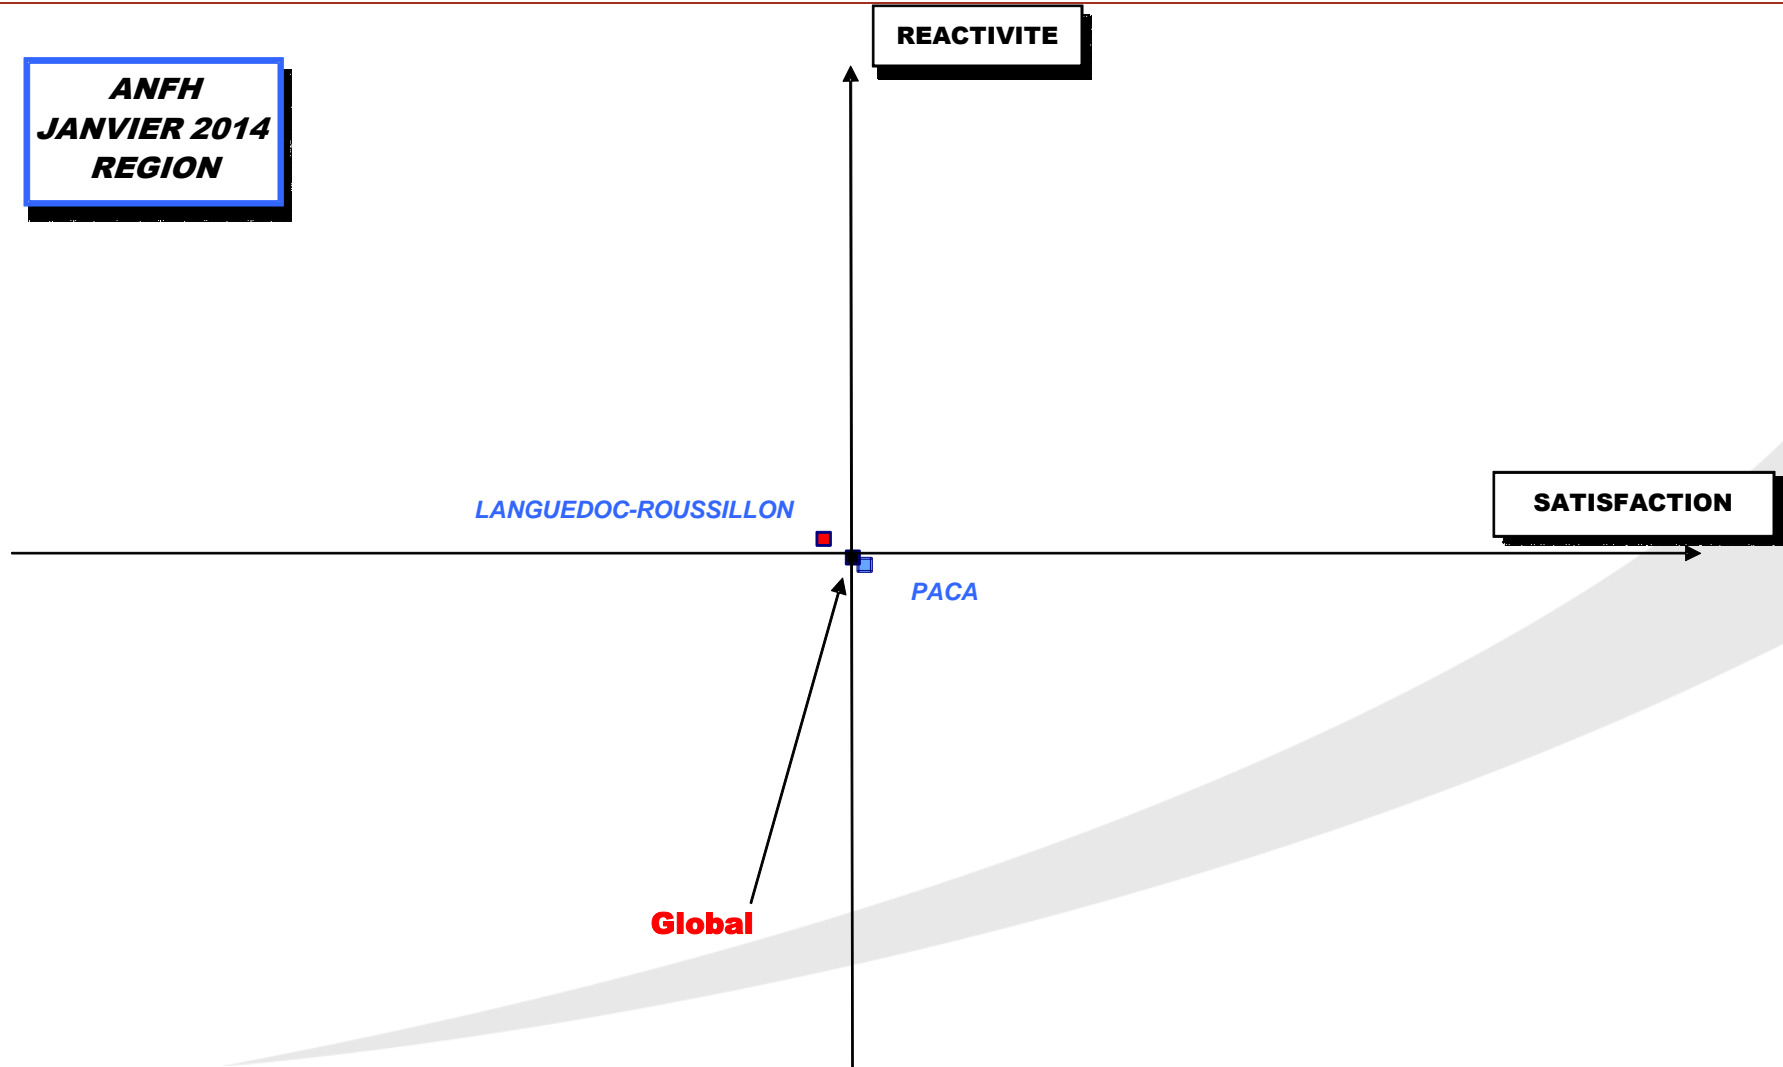 REACTIVITE
ANFH
JANVIER 2014
REGION
SATISFACTION
LANGUEDOC-ROUSSILLON
PACA
Global